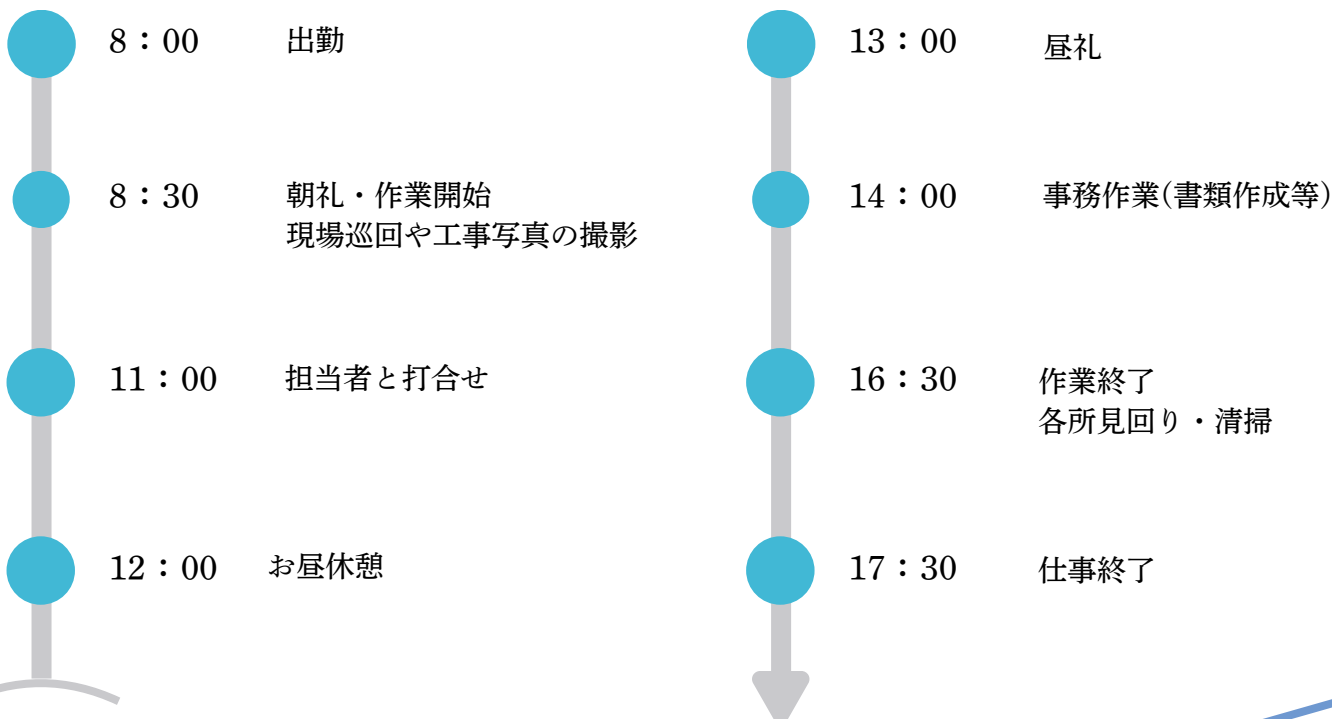 8：00 出勤
8：30 朝礼・作業開始
現場巡回や工事写真の撮影
11：00 担当者と打合せ
12：00 お昼休憩
13：00 昼礼
14：00 事務作業(書類作成等)
16：30 作業終了
各所見回り・清掃
17：30 仕事終了